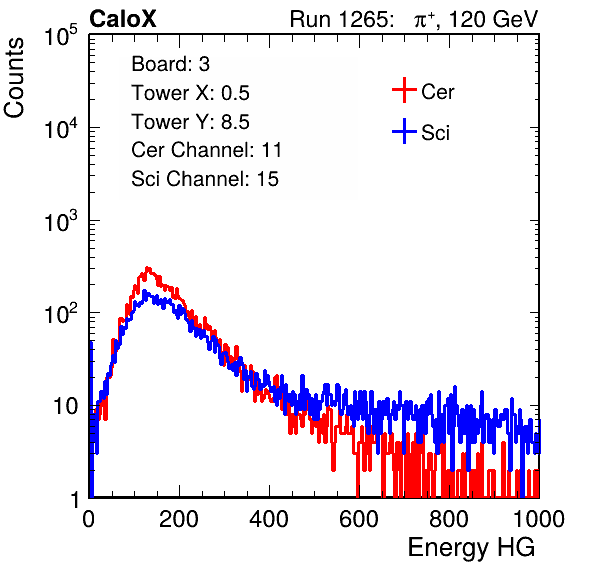 CaloX Run 1265: π⁺, 120 GeV
Counts
Board: 3
Tower X: 0.5
Tower Y: 8.5
Cer Channel: 11
Sci Channel: 15
Cer
Sci
10⁵
10⁴
10³
10²
10
1
0 200 400 600 800 1000
Energy HG